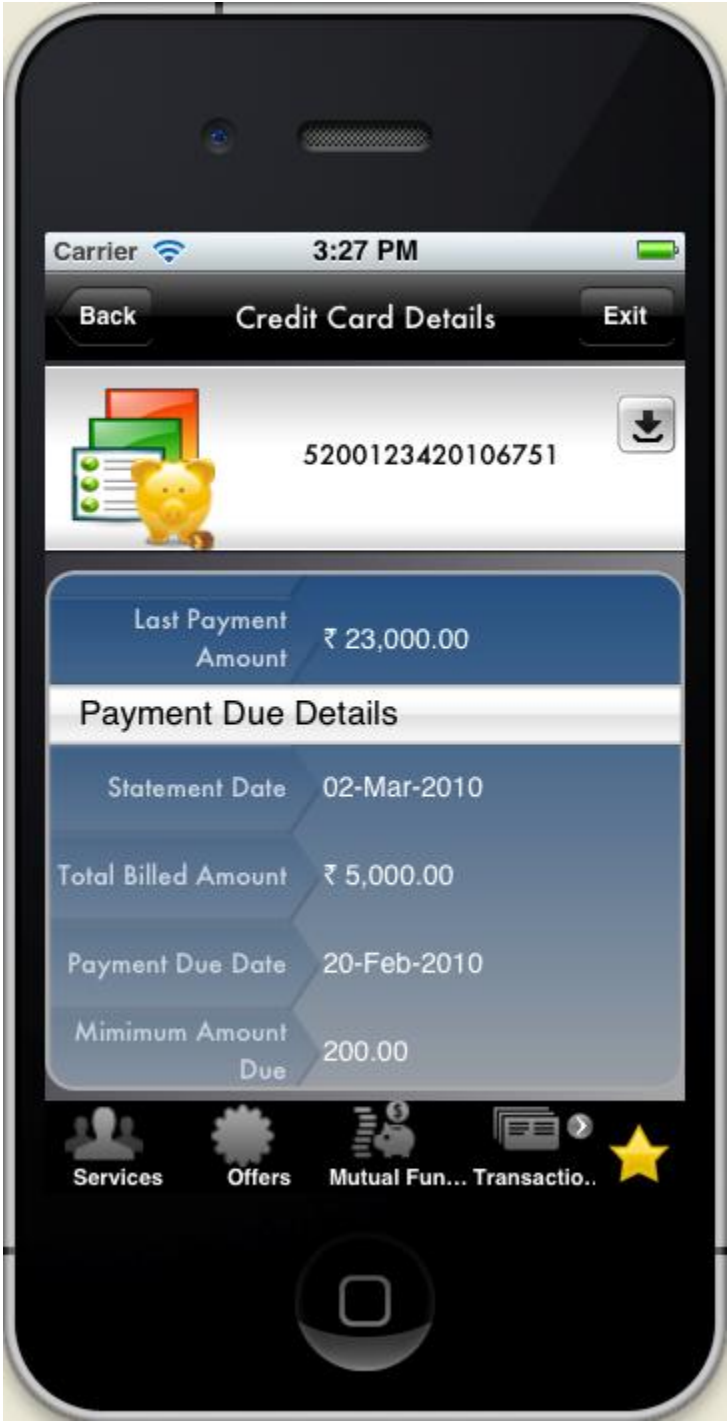 Carrier 3:27 PM
Back Credit Card Details Exit
5200123420106751
Last Payment
Amount ₹ 23,000.00
Payment Due Details
Statement Date 02-Mar-2010
Total Billed Amount ₹ 5,000.00
Payment Due Date 20-Feb-2010
Mimimum Amount
Due 200.00
Services Offers Mutual Fun... Transactio..